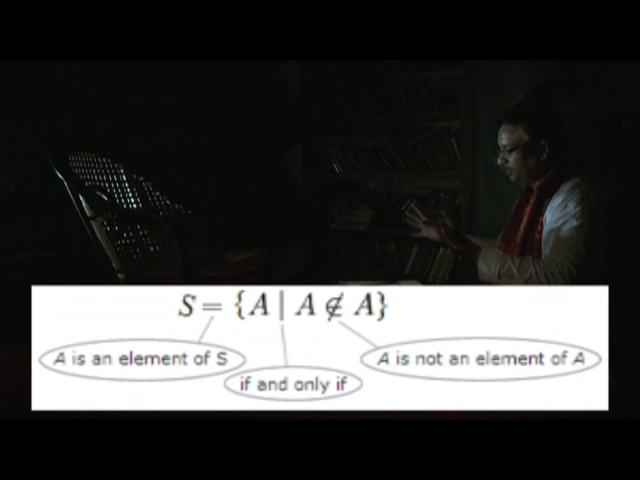 S = {A | A ∉ A}
A is an element of S
if and only if
A is not an element of A